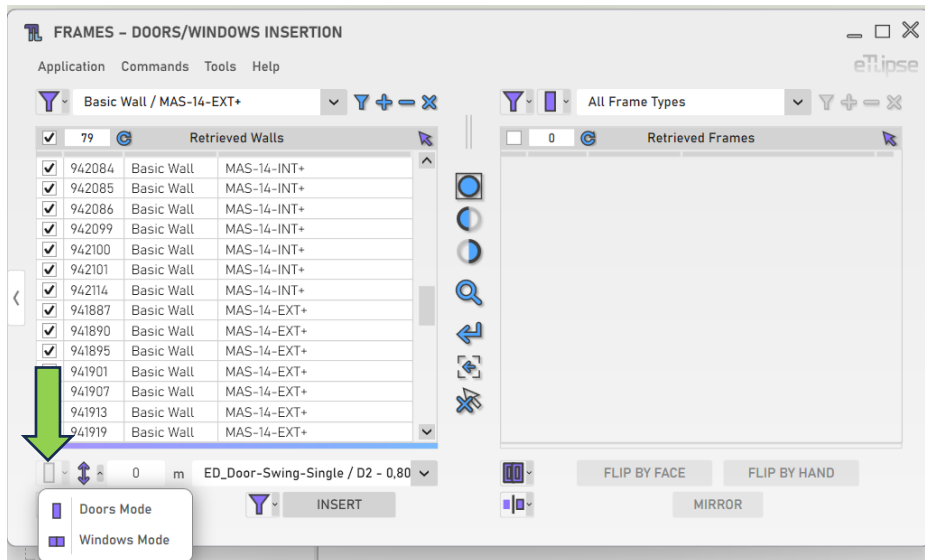 FRAMES – DOORS/WINDOWS INSERTION
Application Commands Tools Help
eTLipse
Basic Wall / MAS-14-EXT+
All Frame Types
79 Retrieved Walls
0 Retrieved Frames
942084 Basic Wall MAS-14-INT+
942085 Basic Wall MAS-14-INT+
942086 Basic Wall MAS-14-INT+
942099 Basic Wall MAS-14-INT+
942100 Basic Wall MAS-14-INT+
942101 Basic Wall MAS-14-INT+
942114 Basic Wall MAS-14-INT+
941887 Basic Wall MAS-14-EXT+
941890 Basic Wall MAS-14-EXT+
941895 Basic Wall MAS-14-EXT+
941901 Basic Wall MAS-14-EXT+
941907 Basic Wall MAS-14-EXT+
941913 Basic Wall MAS-14-EXT+
941919 Basic Wall MAS-14-EXT+
0 m ED_Door-Swing-Single / D2 - 0,80
FLIP BY FACE FLIP BY HAND
INSERT
MIRROR
Doors Mode
Windows Mode